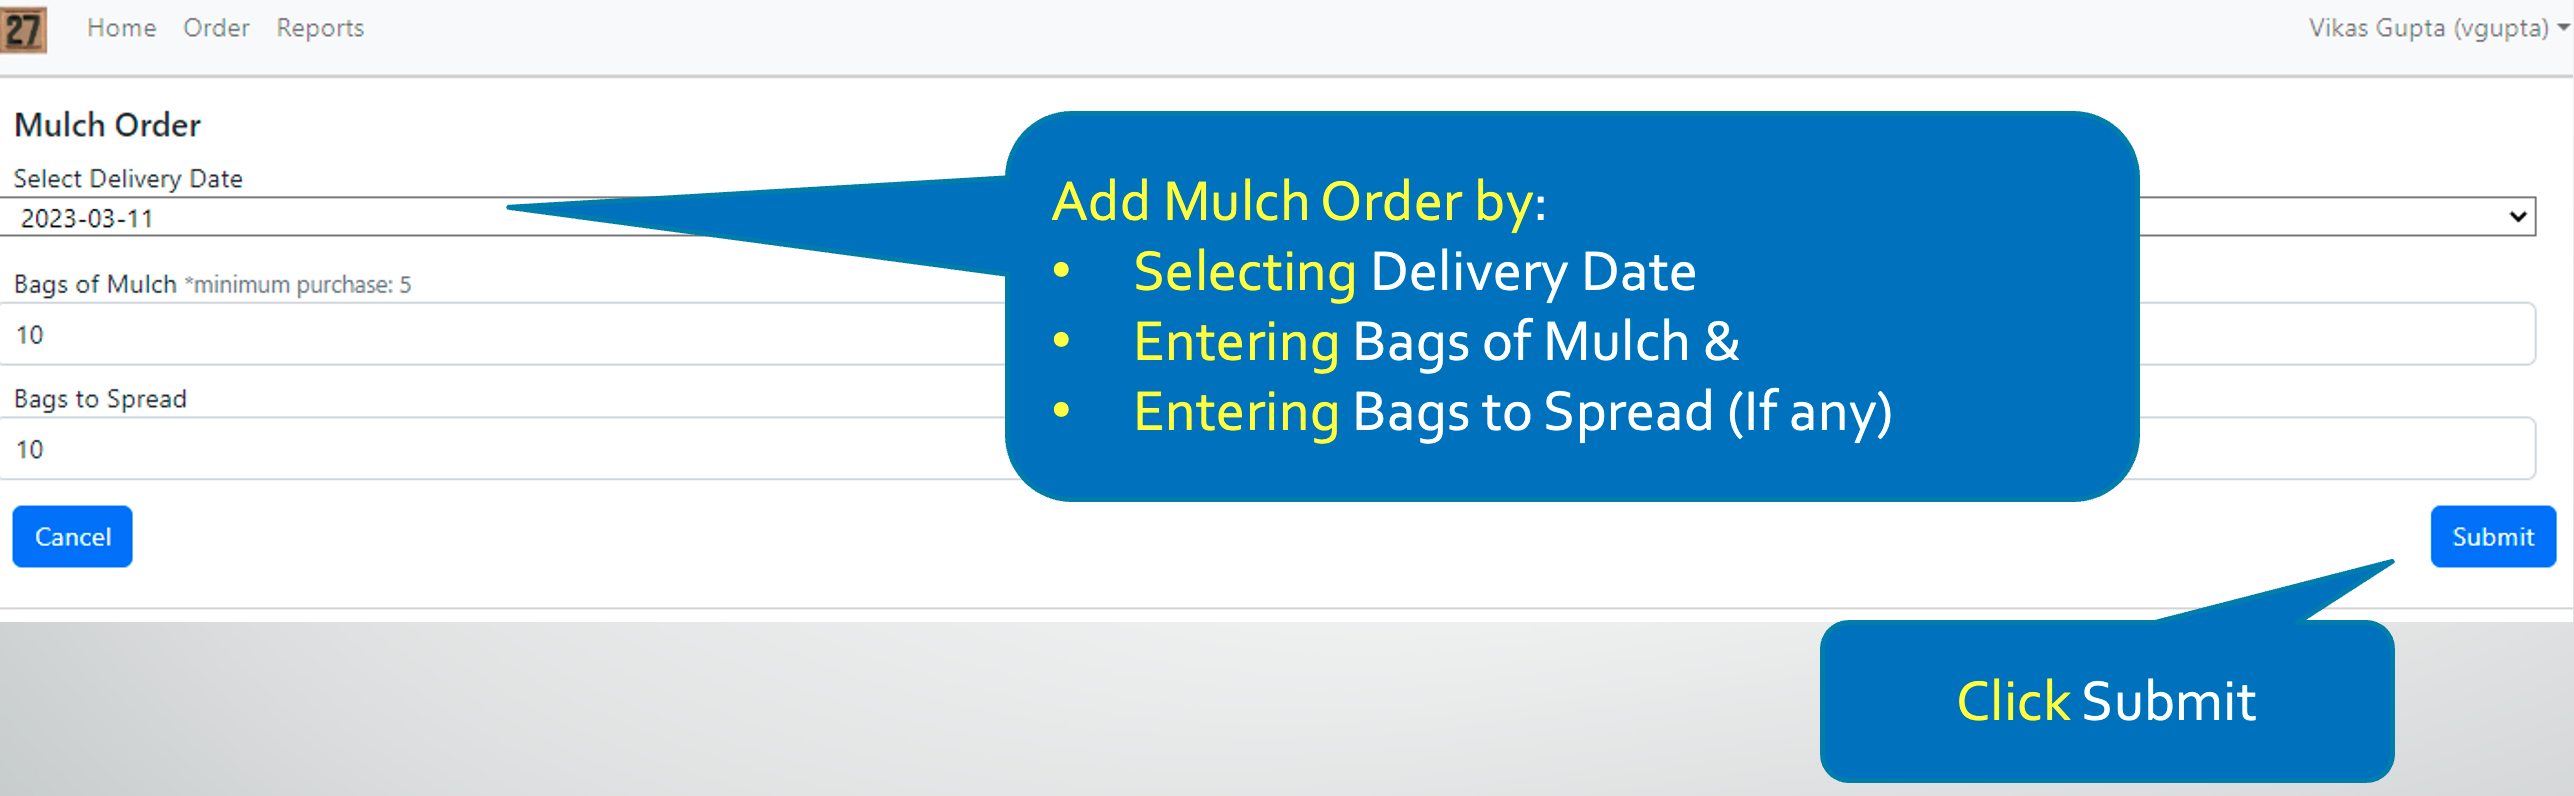 27 Home Order Reports Vikas Gupta (vgupta)
Mulch Order
Select Delivery Date
2023-03-11
Bags of Mulch *minimum purchase: 5
10
Bags to Spread
10
Add Mulch Order by:
• Selecting Delivery Date
• Entering Bags of Mulch &
• Entering Bags to Spread (If any)
Cancel Submit
Click Submit